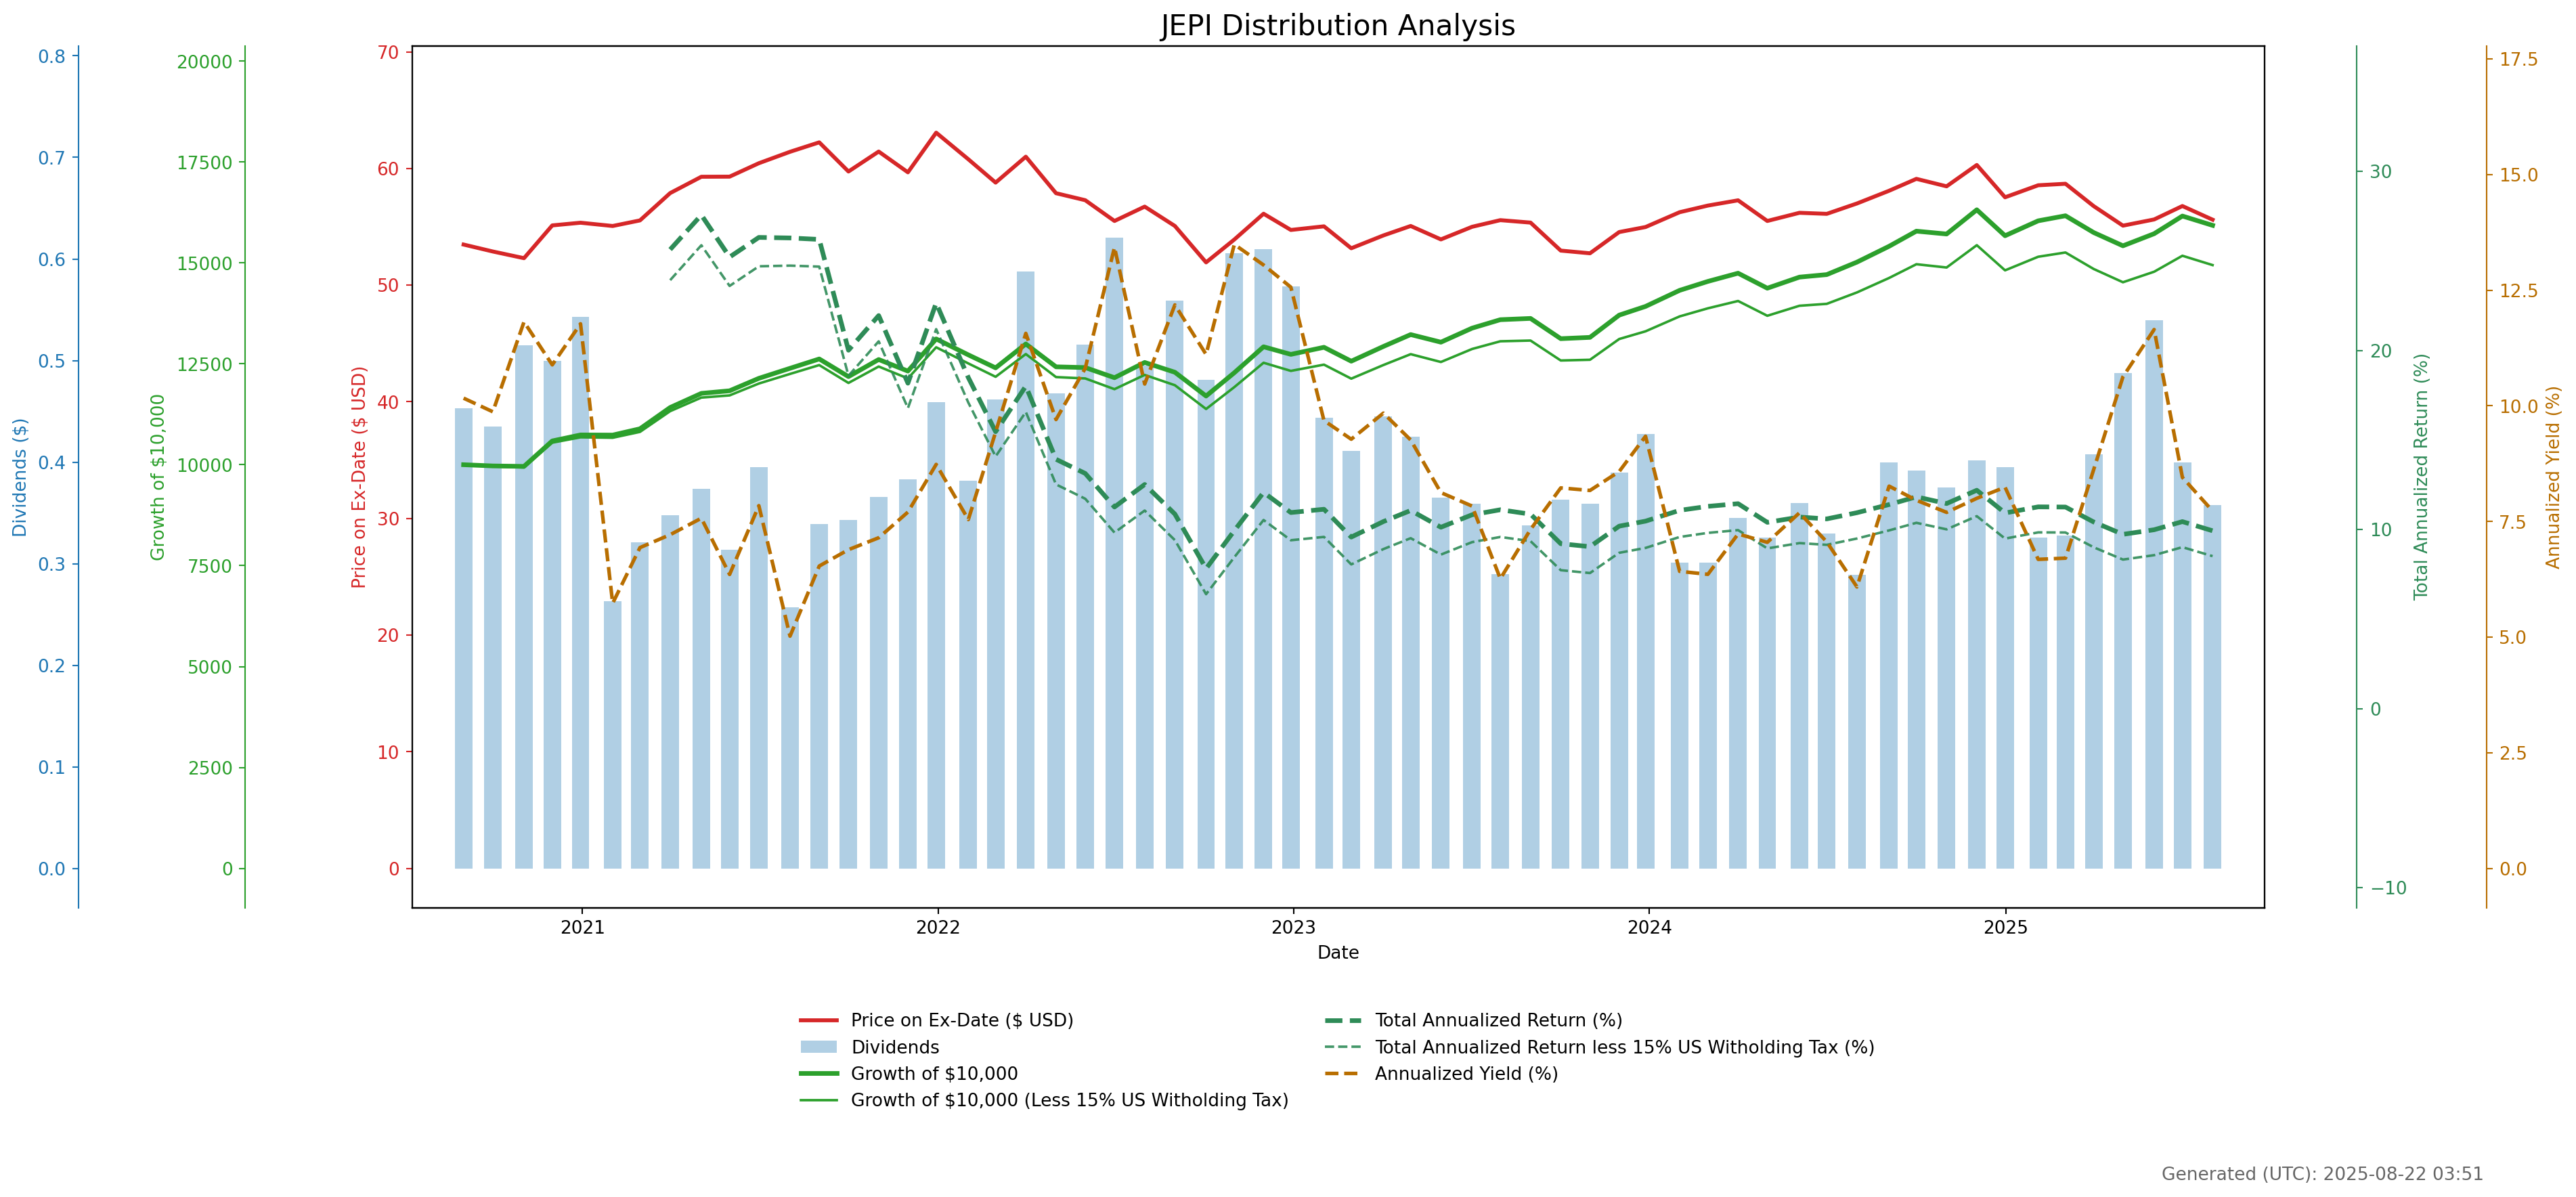 JEPI Distribution Analysis
Dividends ($)
0.8
0.7
0.6
0.5
0.4
0.3
0.2
0.1
0.0
Growth of $10,000
20000
17500
15000
12500
10000
7500
5000
2500
0
Price on Ex-Date ($ USD)
70
60
50
40
30
20
10
0
2021
2022
2023
2024
2025
Date
30
20
10
0
−10
Total Annualized Return (%)
17.5
15.0
12.5
10.0
7.5
5.0
2.5
0.0
Annualized Yield (%)
Price on Ex-Date ($ USD)
Dividends
Growth of $10,000
Growth of $10,000 (Less 15% US Witholding Tax)
Total Annualized Return (%)
Total Annualized Return less 15% US Witholding Tax (%)
Annualized Yield (%)
Generated (UTC): 2025-08-22 03:51